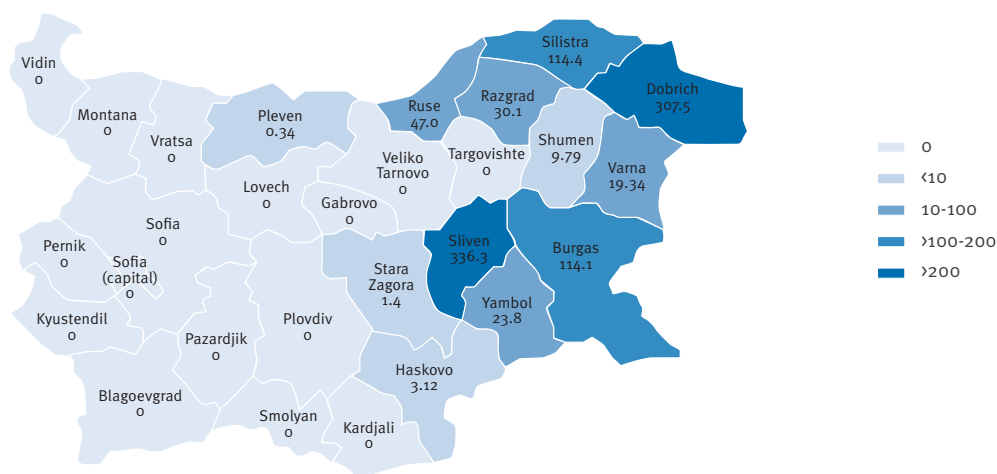 Vidin
0
Montana
0
Vratsa
0
Pleven
0.34
Ruse
47.0
Silistra
114.4
Razgrad
30.1
Dobrich
307.5
Shumen
9.79
Varna
19.34
Targovishte
0
Veliko
Tarnovo
0
Lovech
0
Gabrovo
0
Sofia
0
Pernik
0
Sofia
(capital)
0
Kyustendil
0
Pazardjik
0
Plovdiv
0
Stara
Zagora
1.4
Sliven
336.3
Burgas
114.1
Yambol
23.8
Haskovo
3.12
Blagoevgrad
0
Smolyan
0
Kardjali
0
0
<10
10-100
>100-200
>200